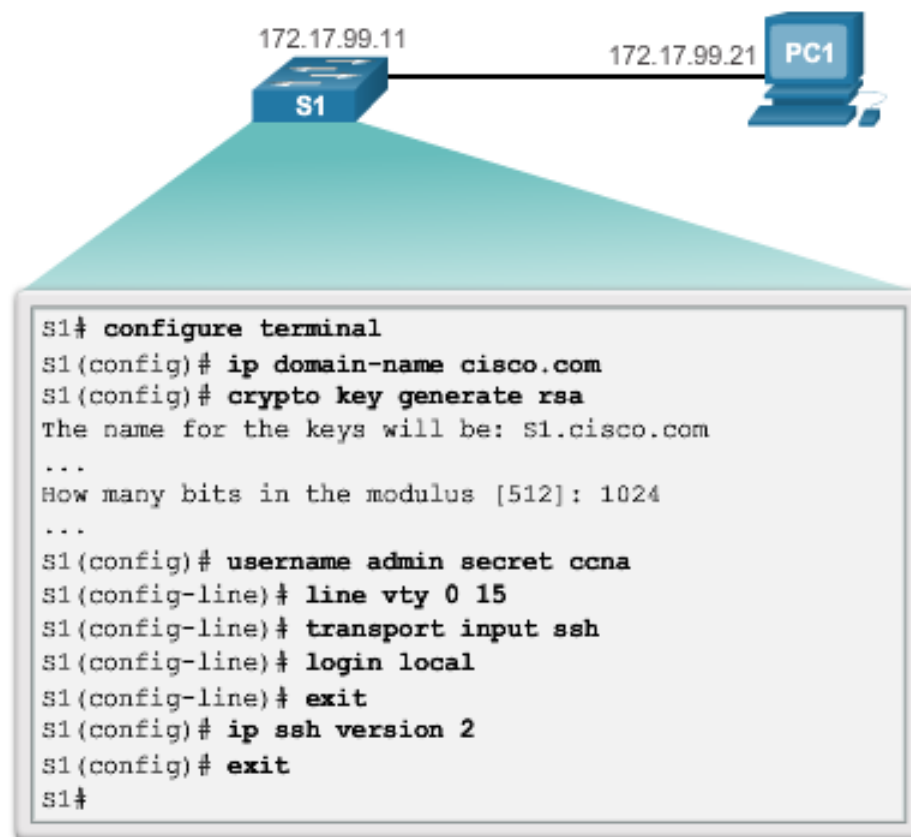 172.17.99.11
172.17.99.21
PC1
S1
S1# configure terminal
S1(config)# ip domain-name cisco.com
S1(config)# crypto key generate rsa
The name for the keys will be: S1.cisco.com
...
How many bits in the modulus [512]: 1024
...
S1(config)# username admin secret ccna
S1(config-line)# line vty 0 15
S1(config-line)# transport input ssh
S1(config-line)# login local
S1(config-line)# exit
S1(config)# ip ssh version 2
S1(config)# exit
S1#